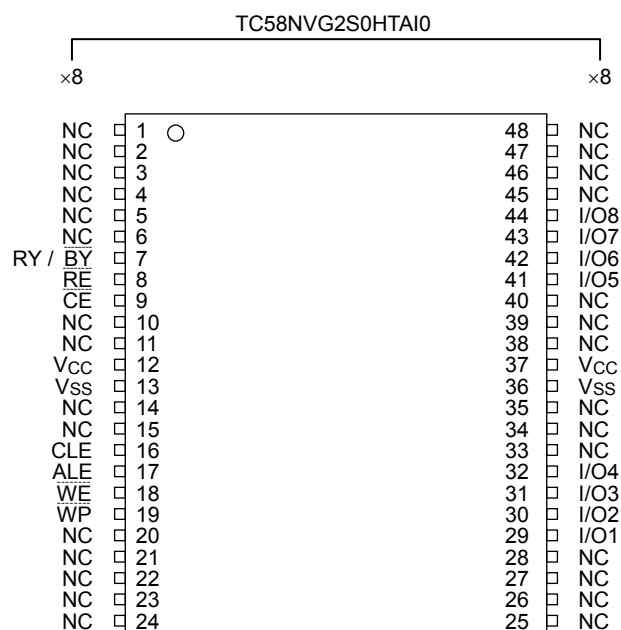 TC58NVG2S0HTAI0
×8 ×8
NC 1 48 NC
NC 2 47 NC
NC 3 46 NC
NC 4 45 NC
NC 5 44 I/O8
NC 6 43 I/O7
RY / BY 7 42 I/O6
RE 8 41 I/O5
CE 9 40 NC
NC 10 39 NC
NC 11 38 NC
VCC 12 37 VCC
VSS 13 36 VSS
NC 14 35 NC
NC 15 34 NC
CLE 16 33 NC
ALE 17 32 I/O4
WE 18 31 I/O3
WP 19 30 I/O2
NC 20 29 I/O1
NC 21 28 NC
NC 22 27 NC
NC 23 26 NC
NC 24 25 NC